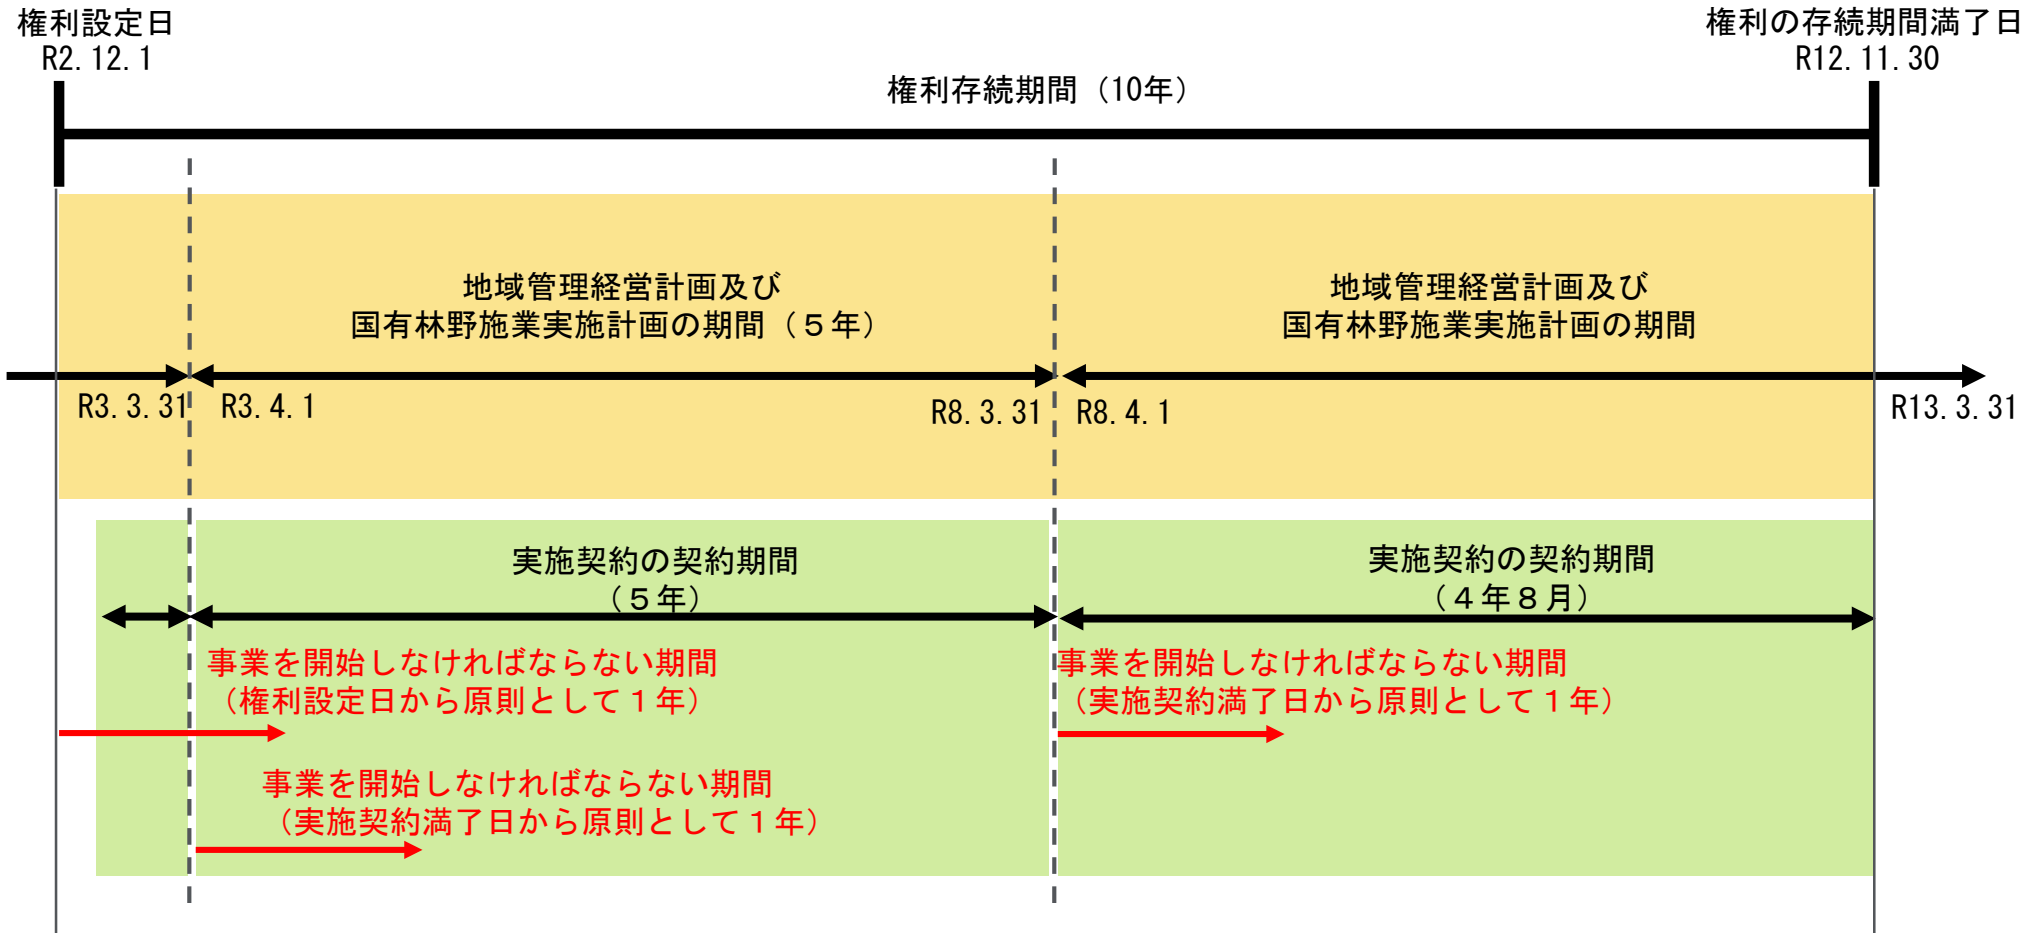 権利設定日
R2.12.1
権利の存続期間満了日
R12.11.30
権利存続期間（10年）
地域管理経営計画及び
国有林野施業実施計画の期間（５年）
地域管理経営計画及び
国有林野施業実施計画の期間
R3.3.31
R3.4.1
R8.3.31
R8.4.1
R13.3.31
実施契約の契約期間
（５年）
実施契約の契約期間
（４年８月）
事業を開始しなければならない期間
（権利設定日から原則として１年）
事業を開始しなければならない期間
（実施契約満了日から原則として１年）
事業を開始しなければならない期間
（実施契約満了日から原則として１年）